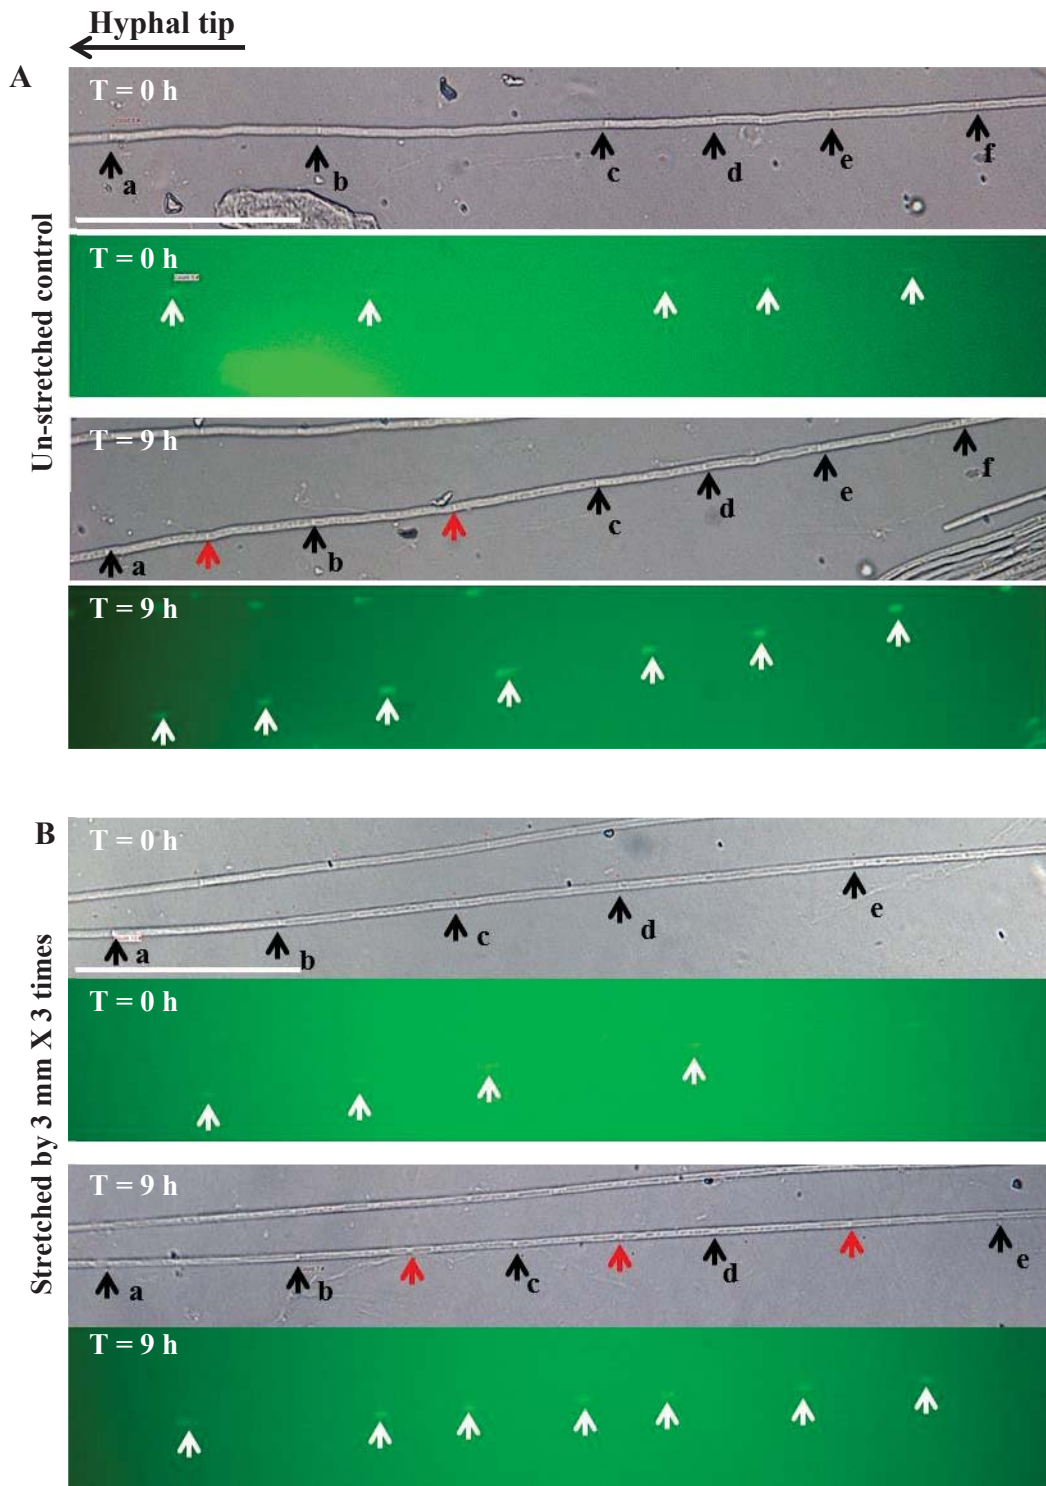 Hyphal tip
A
Un-stretched control
T = 0 h
a b c d e f
T = 0 h
T = 9 h
a b c d e f
T = 9 h
B
Stretched by 3 mm X 3 times
T = 0 h
a b c d e
T = 0 h
T = 9 h
a b c d e
T = 9 h